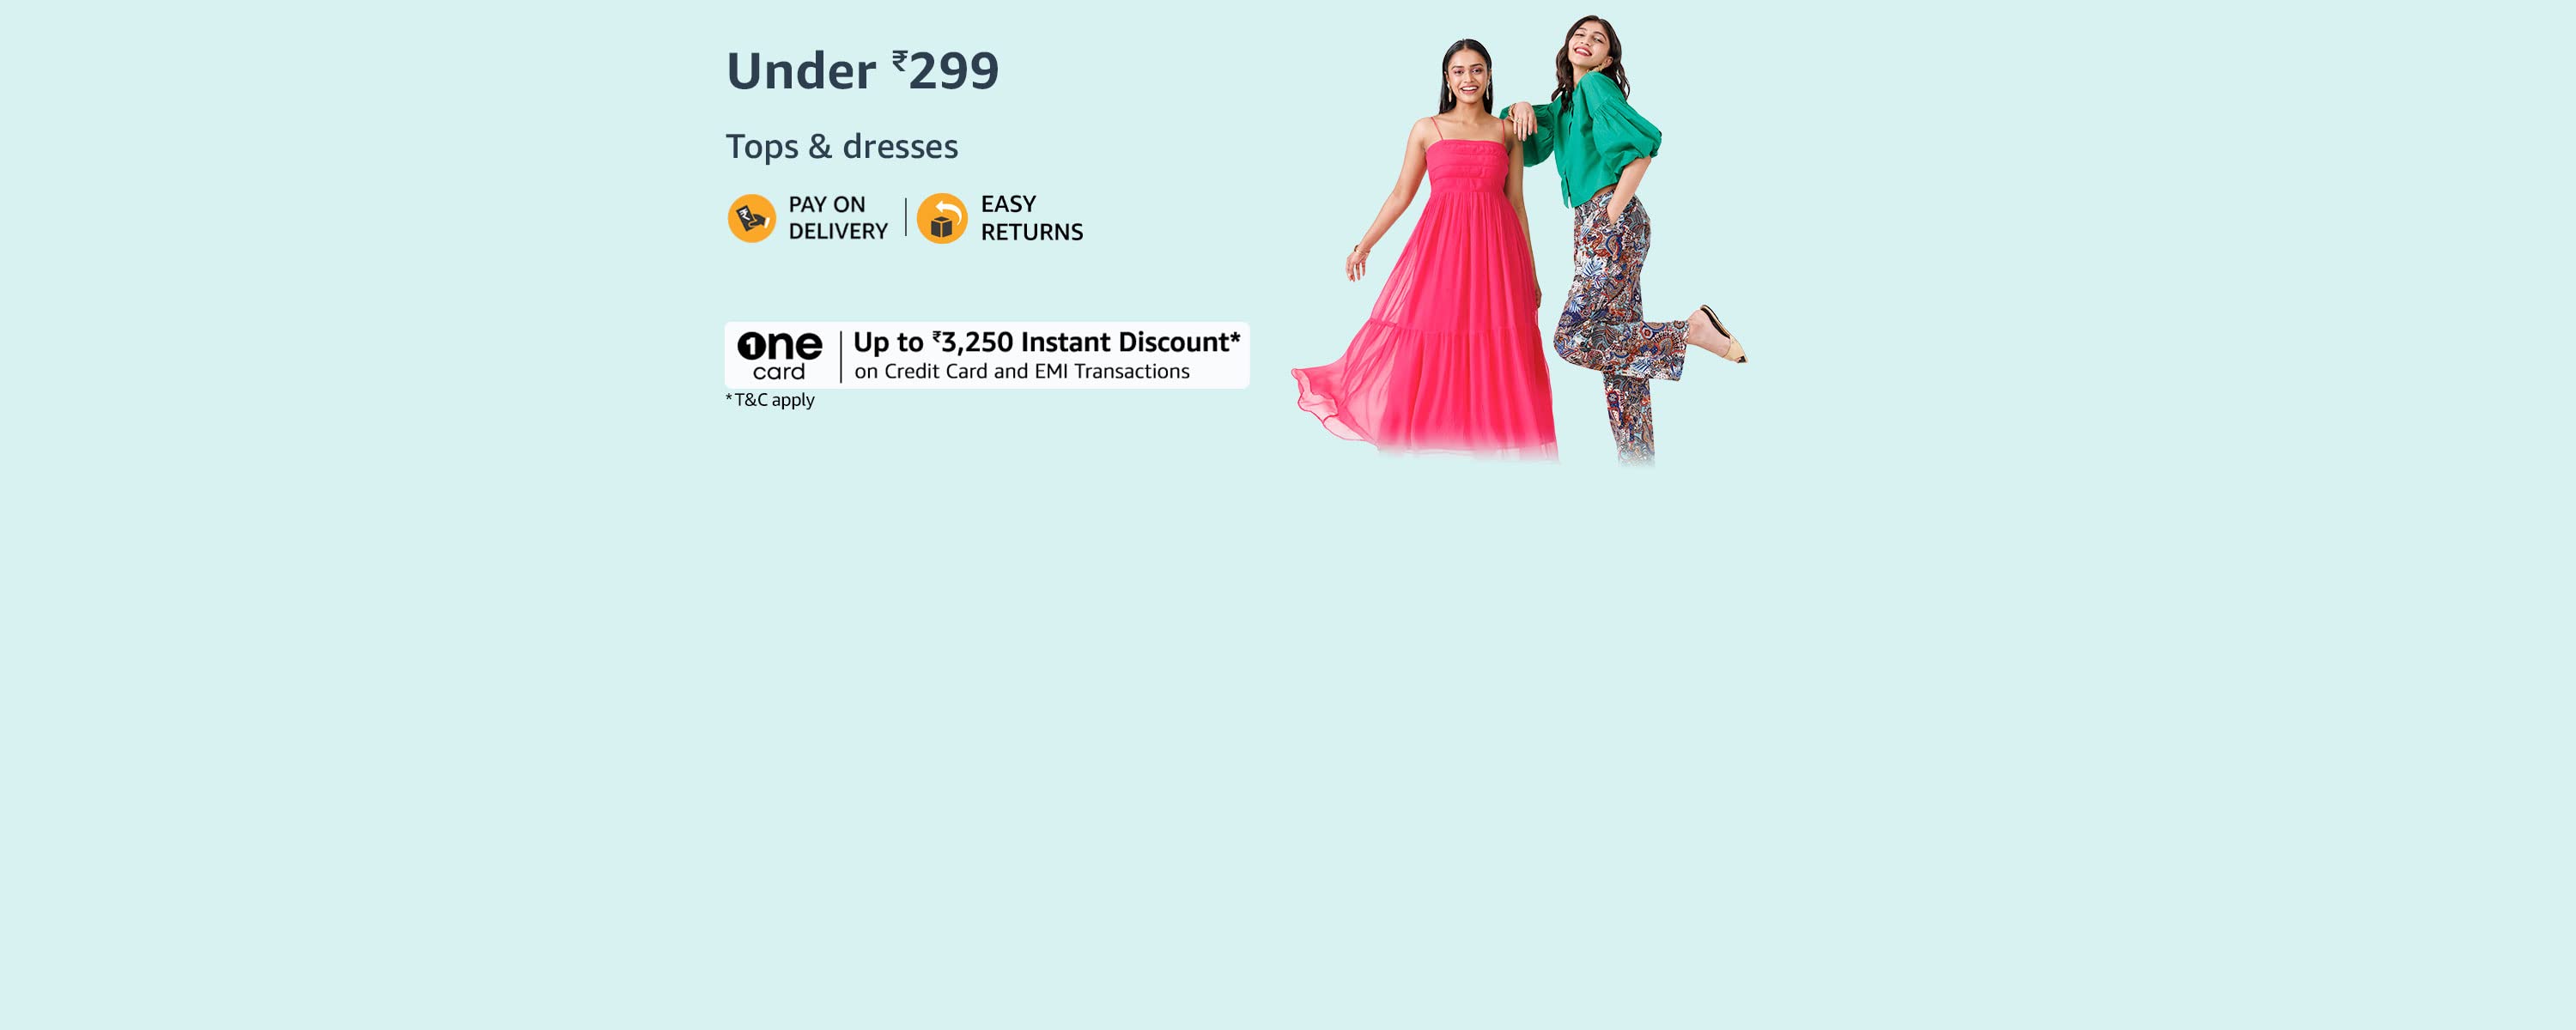 Under ₹299
Tops & dresses
PAY ON
DELIVERY
EASY
RETURNS
one
card
Up to ₹3,250 Instant Discount*
on Credit Card and EMI Transactions
*T&C apply